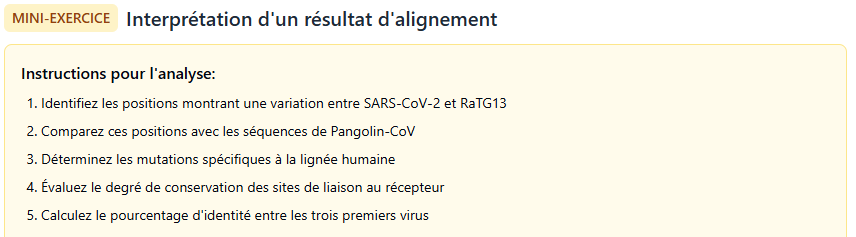 MINI-EXERCICE Interprétation d'un résultat d'alignement
Instructions pour l'analyse:
1. Identifiez les positions montrant une variation entre SARS-CoV-2 et RaTG13
2. Comparez ces positions avec les séquences de Pangolin-CoV
3. Déterminez les mutations spécifiques à la lignée humaine
4. Évaluez le degré de conservation des sites de liaison au récepteur
5. Calculez le pourcentage d'identité entre les trois premiers virus